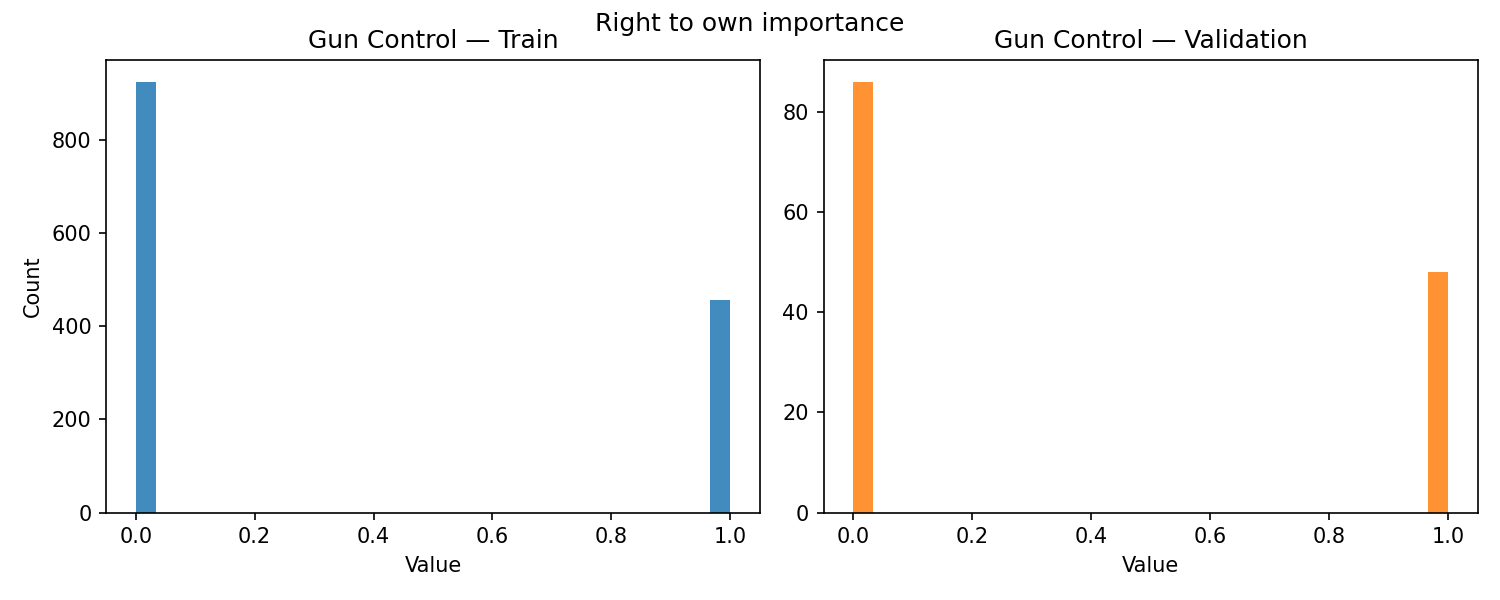 Right to own importance
Gun Control — Train
Gun Control — Validation
Count
800
600
400
200
0
0.0 0.2 0.4 0.6 0.8 1.0
Value
80
60
40
20
0
0.0 0.2 0.4 0.6 0.8 1.0
Value